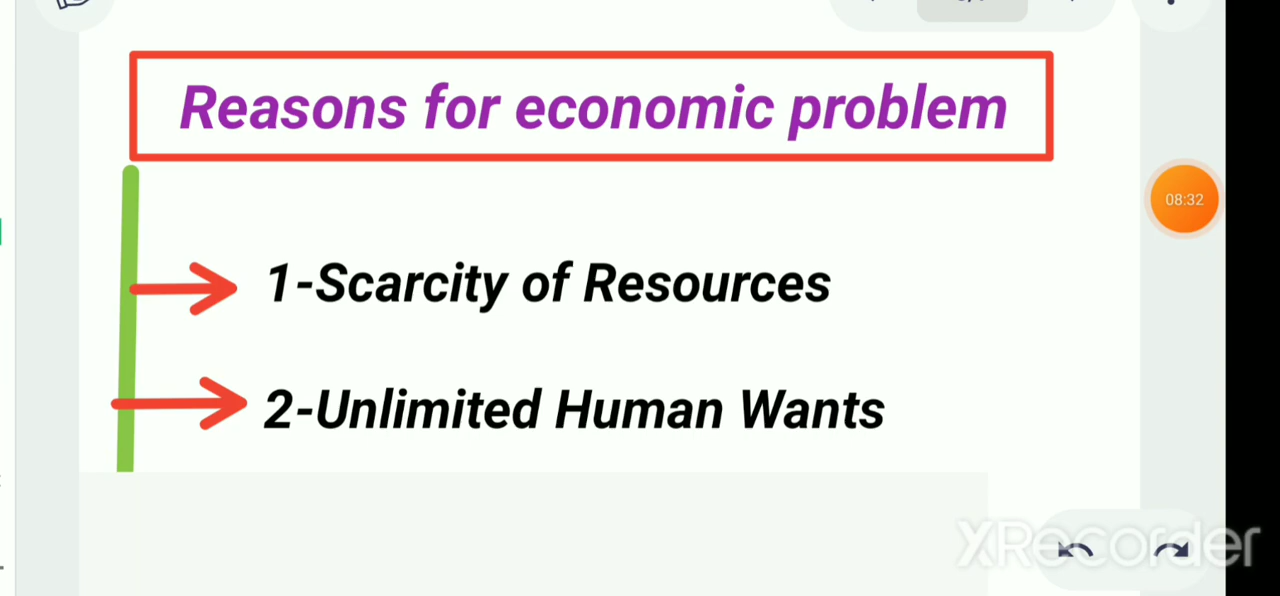 Reasons for economic problem
08:32
1-Scarcity of Resources
2-Unlimited Human Wants
XRecorder